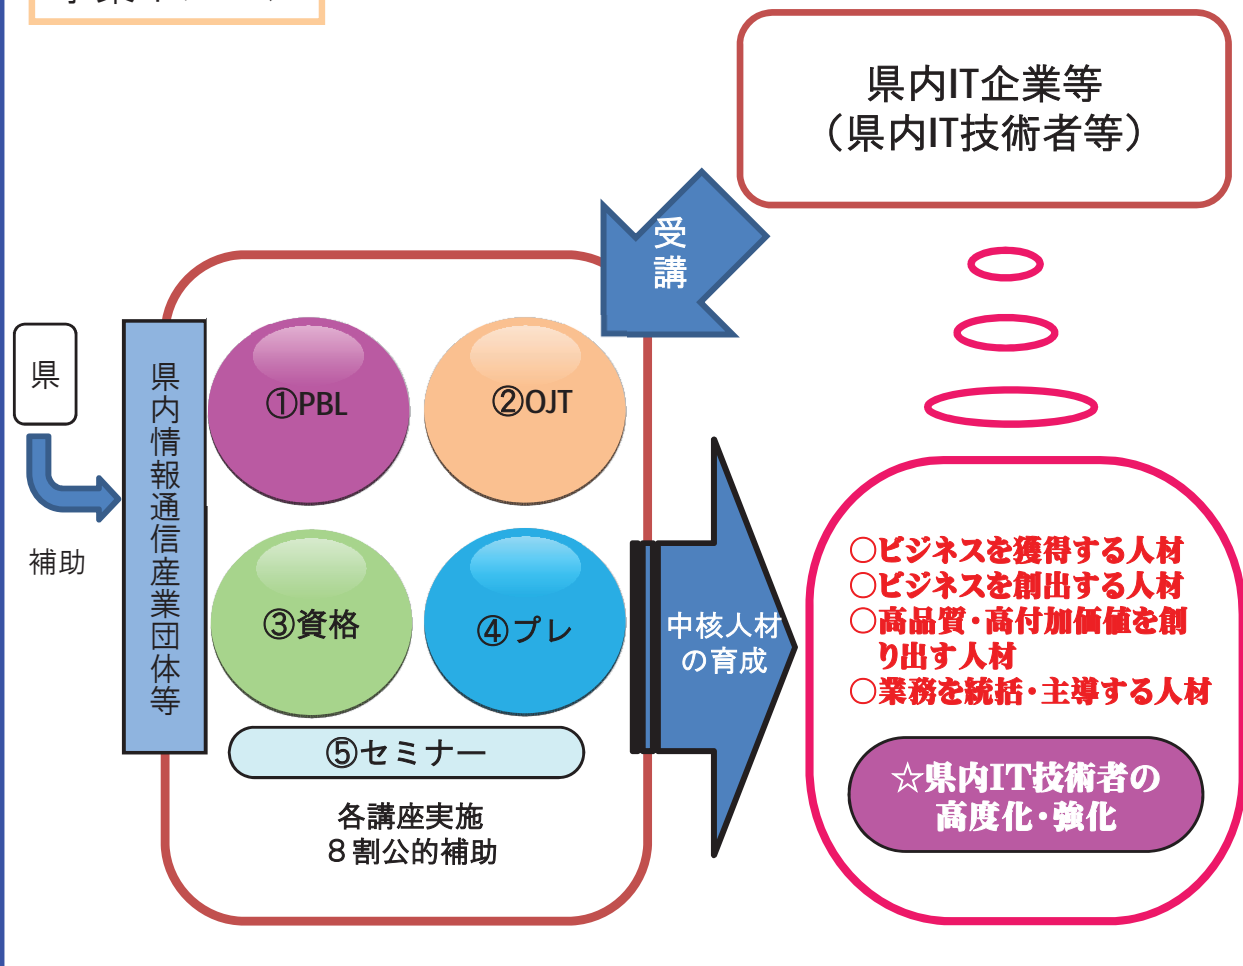 県内IT企業等
（県内IT技術者等）
受講
県
補助
県内情報通信産業団体等
①PBL
②OJT
③資格
④プレ
⑤セミナー
各講座実施
８割公的補助
中核人材
の育成
○ビジネスを獲得する人材
○ビジネスを創出する人材
○高品質・高付加価値を創
り出す人材
○業務を統括・主導する人材
☆県内IT技術者の
高度化・強化